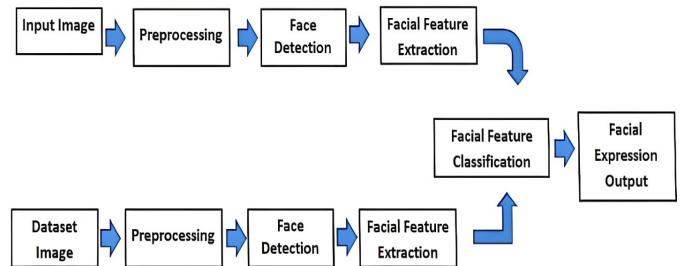 Input Image
Preprocessing
Face
Detection
Facial Feature
Extraction
Facial Feature
Classification
Facial
Expression
Output
Dataset
Image
Preprocessing
Face
Detection
Facial Feature
Extraction